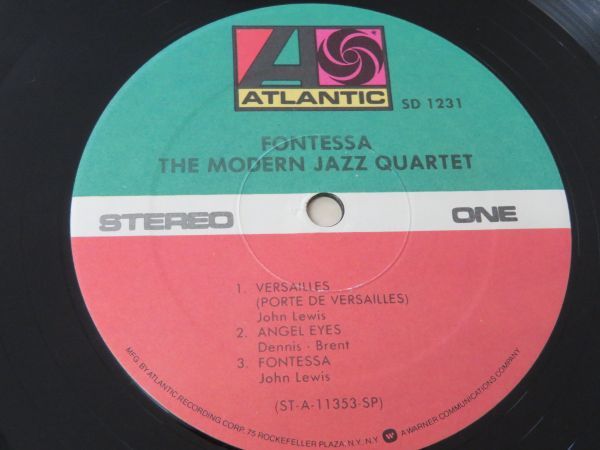 ATLANTIC
SD 1231
FONTESSA
THE MODERN JAZZ QUARTET
STEREO
ONE
1. VERSAILLES
(PORTE DE VERSAILLES)
John Lewis
2. ANGEL EYES
Dennis - Brent
3. FONTESSA
John Lewis
(ST-A-11353-SP)
MFG. BY ATLANTIC RECORDING CORP. 75 ROCKEFELLER PLAZA, N.Y., N.Y. A WARNER COMMUNICATIONS COMPANY